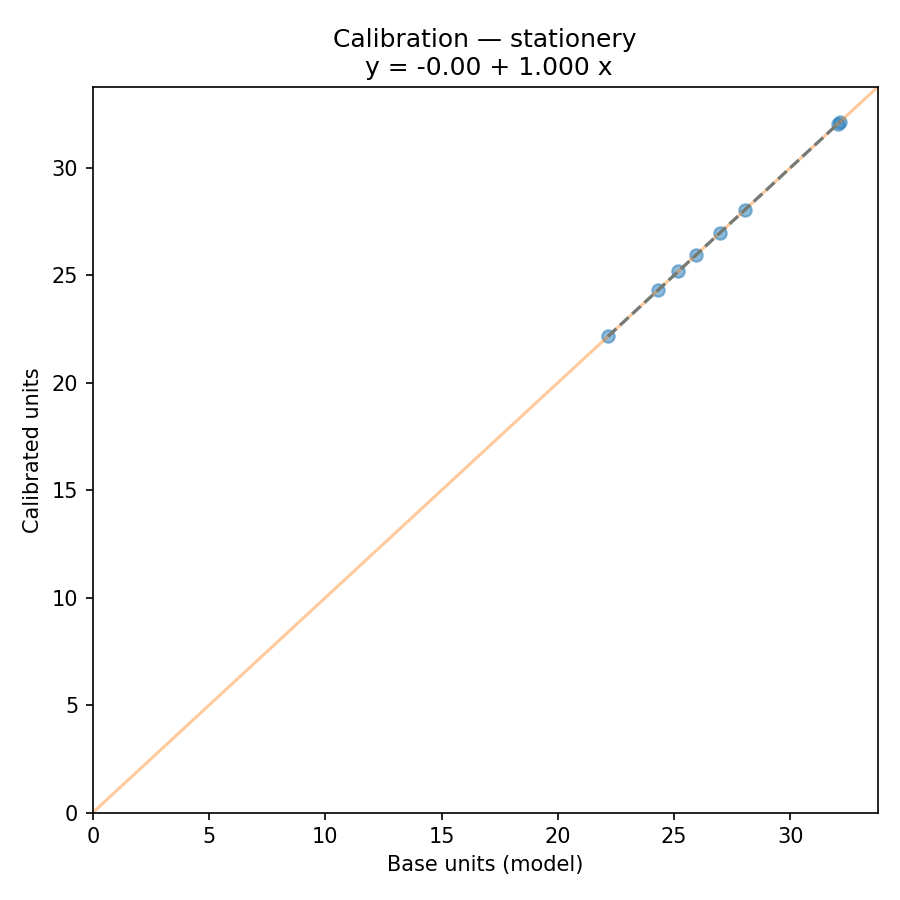 Calibration — stationery
y = -0.00 + 1.000 x
Calibrated units
30
25
20
15
10
5
0
0 5 10 15 20 25 30
Base units (model)